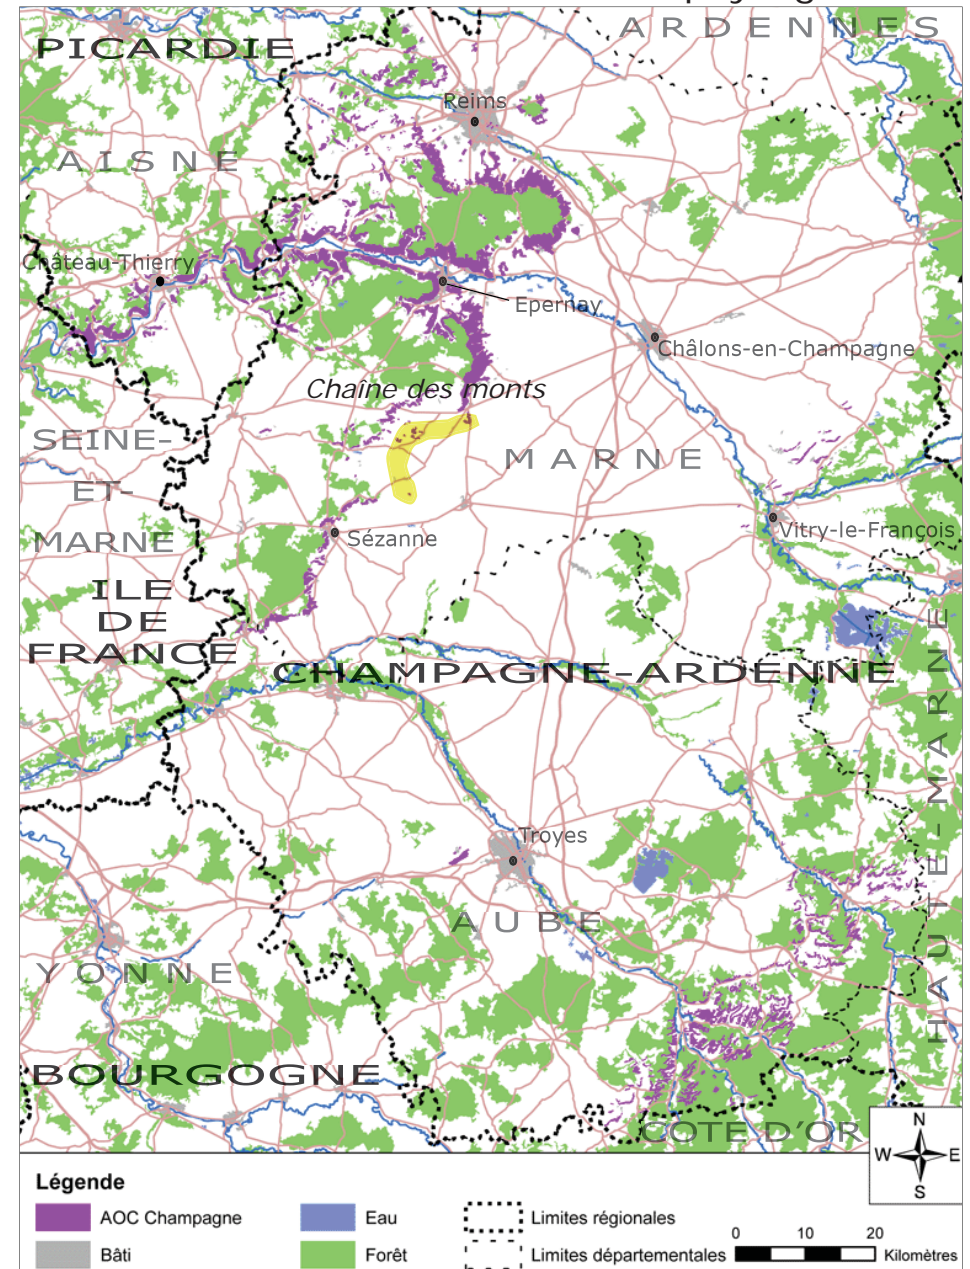 ARDENNES
PICARDIE
Reims
AISNE
Château-Thierry
Epernay
Châlons-en-Champagne
Chaîne des monts
SEINE-
ET-
MARNE
MARNE
Vitry-le-François
Sézanne
ILE
DE
FRANCE
CHAMPAGNE-ARDENNE
HAUTE-MARNE
Troyes
AUBE
YONNE
BOURGOGNE
COTE D'OR
N
W E
S
Légende
AOC Champagne
Eau
Limites régionales
0 10 20
Bâti
Forêt
Limites départementales
Kilomètres